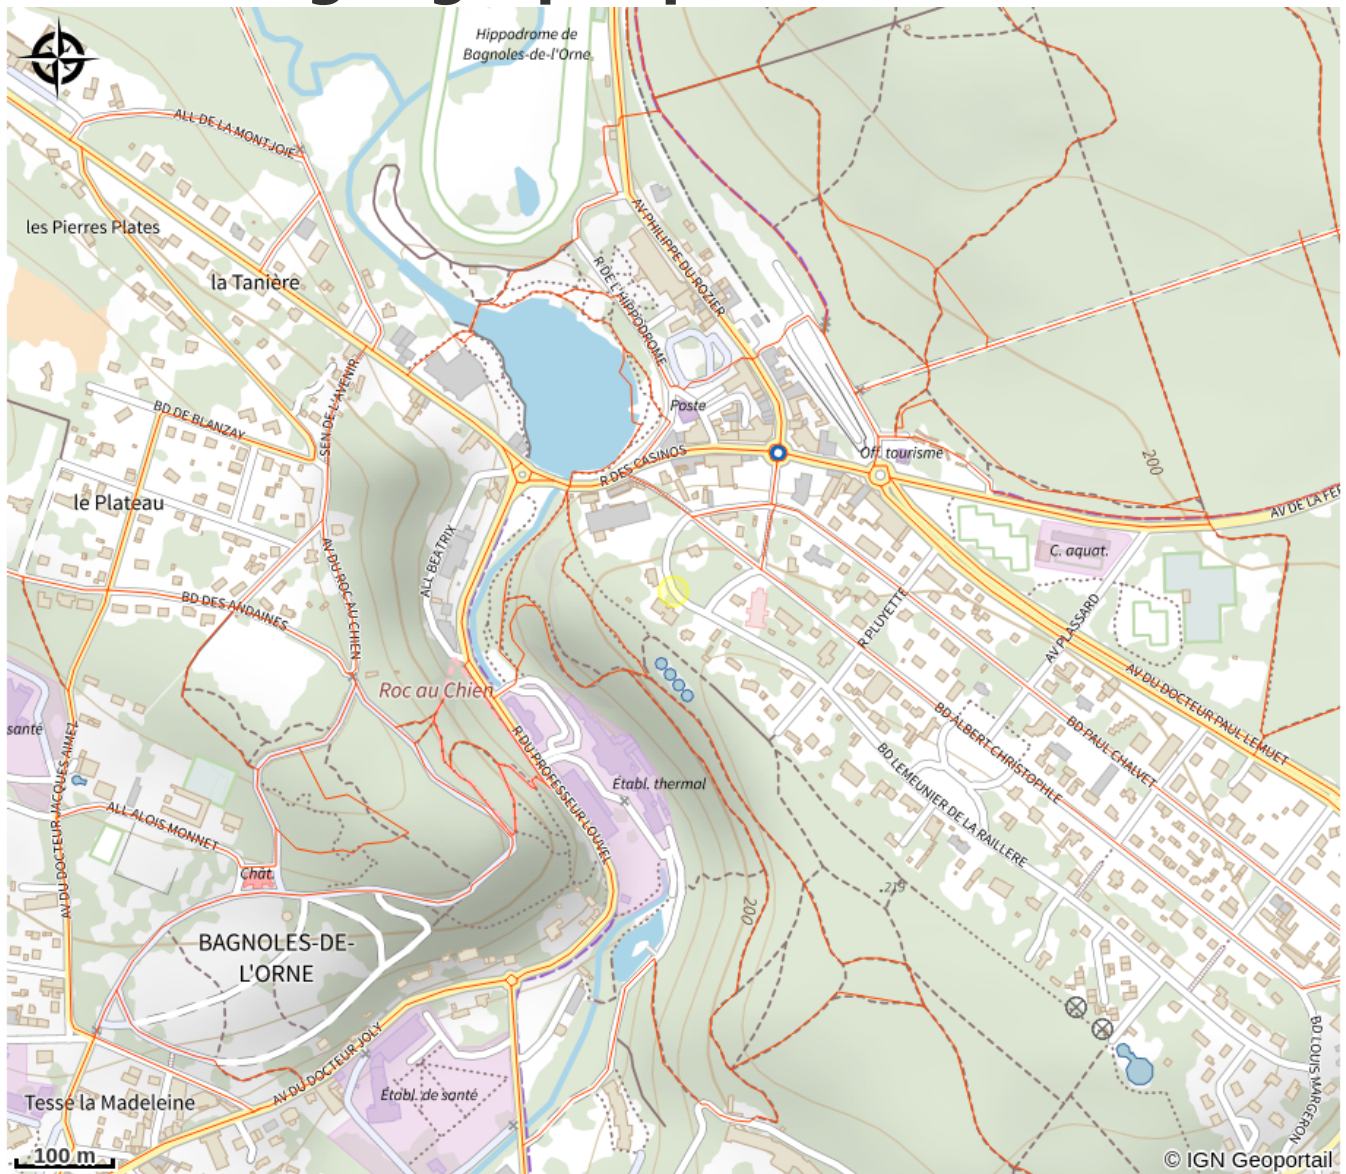 Hippodrome de
Bagnoles-de-l'Orne
ALL DE LA MONTJOIE
les Pierres Plates
la Tanière
AV PHILIPPE DU ROZIER
R DE L'HIPPODROME
SEN DE L'AVENIR
BD DE BLANZAY
Poste
R DES CASINOS
Off. tourisme
200
le Plateau
AV DE LA FER
ALL BEATRIX
AV DU ROC AU CHIEN
C. aquat.
BD DES ANDAINES
R PLUYETTE
AV PLASSARD
Roc au Chien
AV DU DOCTEUR PAUL LEMUET
santé
R DU PROFESSEUR LOUVEL
BD ALBERT CHRISTOPHLE
BD PAUL CHALVET
AV DU DOCTEUR JACQUES AIMEZ
Établ. thermal
BD LEMEUNIER DE LA RAILLERE
ALL ALOIS MONNET
Chât.
219
200
BAGNOLES-DE-
L'ORNE
AV DU DOCTEUR JOLY
BD LOUIS MARGERON
Tesse la Madeleine
Établ. de santé
100 m
© IGN Geoportail